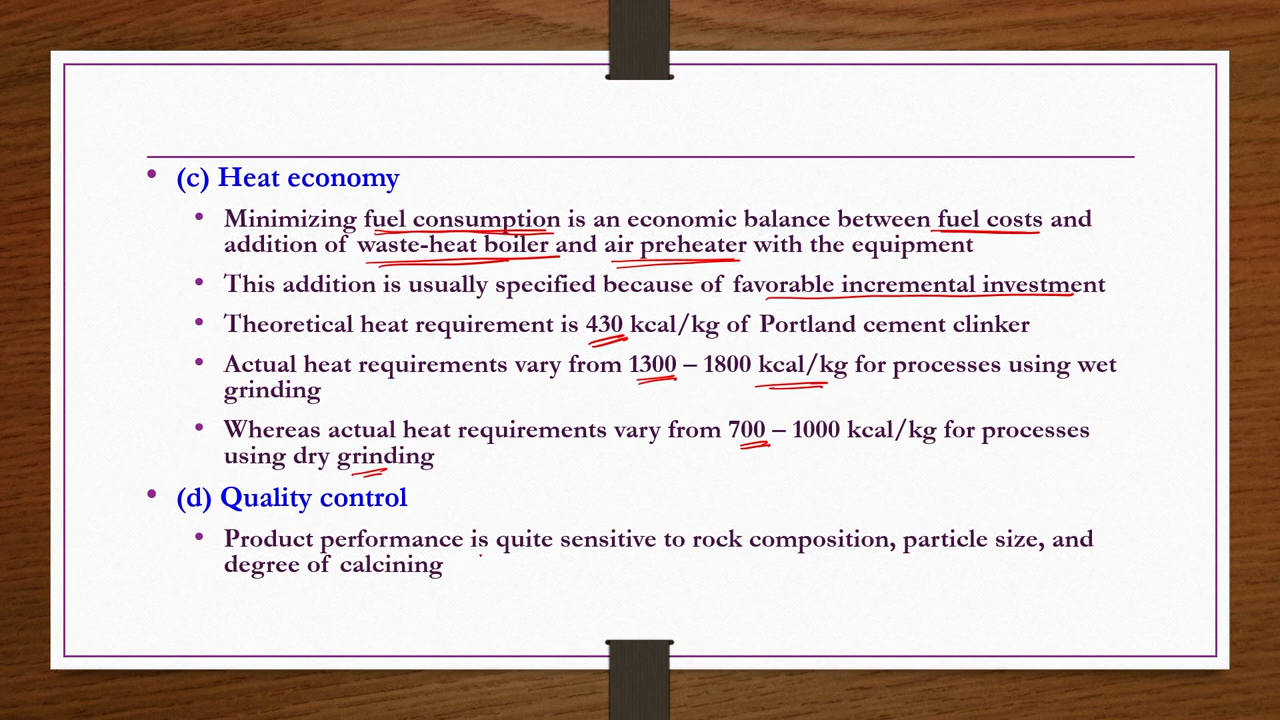 • (c) Heat economy
• Minimizing fuel consumption is an economic balance between fuel costs and
addition of waste-heat boiler and air preheater with the equipment
• This addition is usually specified because of favorable incremental investment
• Theoretical heat requirement is 430 kcal/kg of Portland cement clinker
• Actual heat requirements vary from 1300 – 1800 kcal/kg for processes using wet
grinding
• Whereas actual heat requirements vary from 700 – 1000 kcal/kg for processes
using dry grinding
• (d) Quality control
• Product performance is quite sensitive to rock composition, particle size, and
degree of calcining